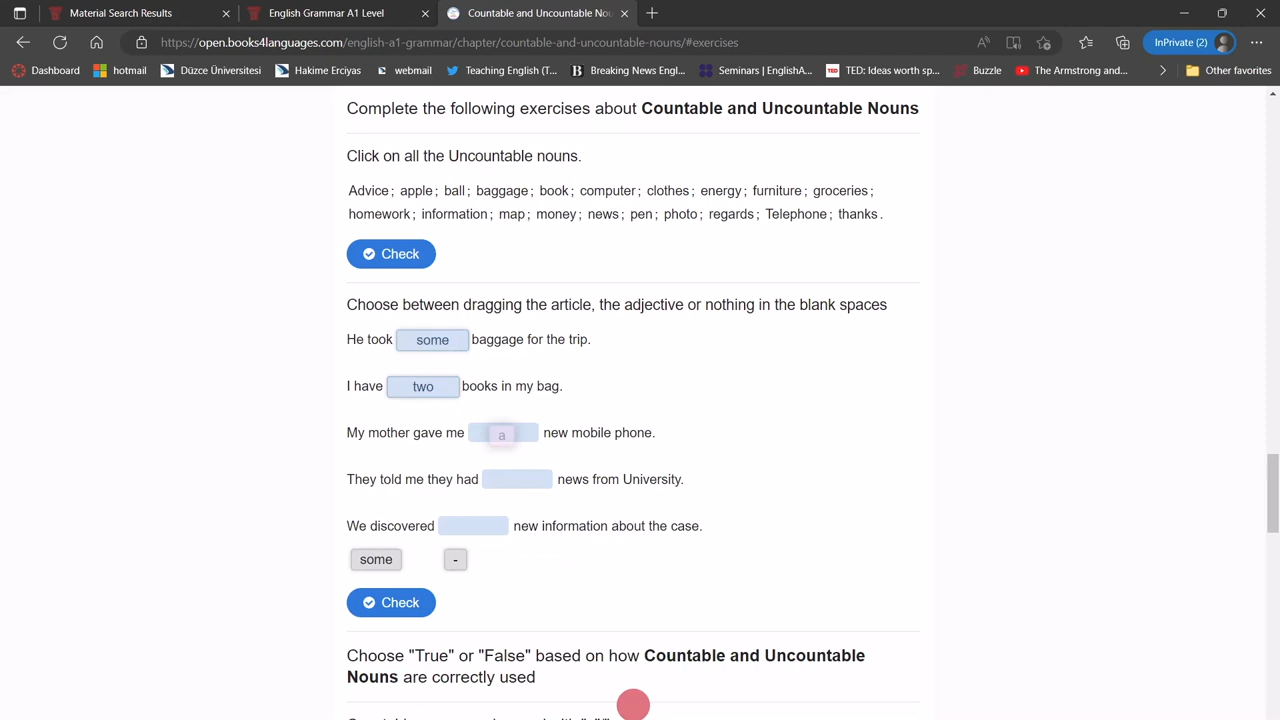 Material Search Results
English Grammar A1 Level
Countable and Uncountable Nou
https://open.books4languages.com/english-a1-grammar/chapter/countable-and-uncountable-nouns/#exercises
InPrivate (2)
Dashboard
hotmail
Düzce Üniversitesi
Hakime Erciyas
webmail
Teaching English (T...
Breaking News Engl...
Seminars | EnglishA...
TED: Ideas worth sp...
Buzzle
The Armstrong and...
Other favorites
Complete the following exercises about Countable and Uncountable Nouns
Click on all the Uncountable nouns.
Advice; apple; ball; baggage; book; computer; clothes; energy; furniture; groceries;
homework; information; map; money; news; pen; photo; regards; Telephone; thanks.
Check
Choose between dragging the article, the adjective or nothing in the blank spaces
He took some baggage for the trip.
I have two books in my bag.
My mother gave me a new mobile phone.
They told me they had news from University.
We discovered new information about the case.
some -
Check
Choose "True" or "False" based on how Countable and Uncountable
Nouns are correctly used